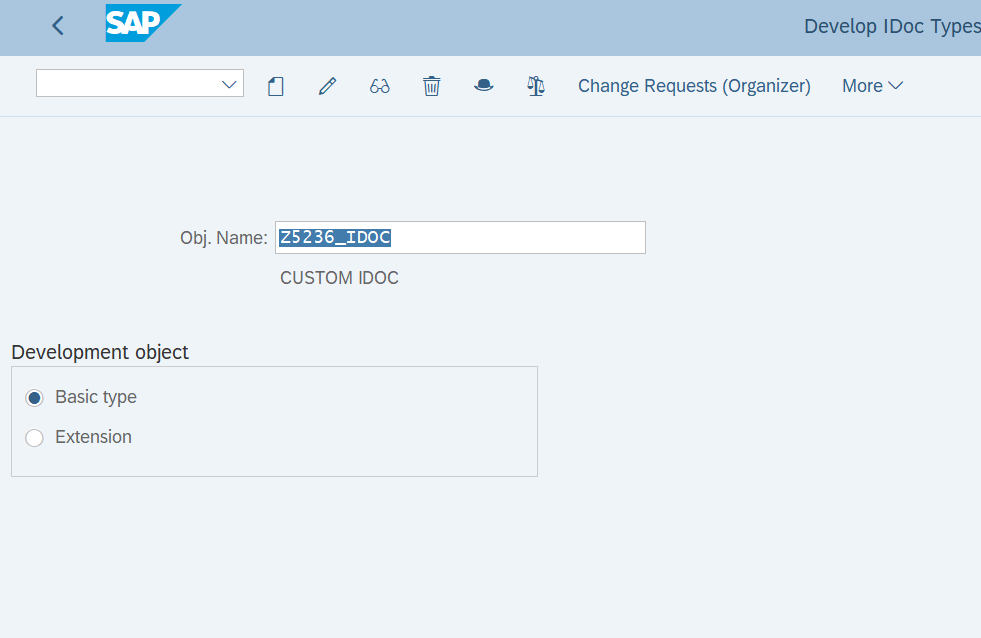 SAP
Develop IDoc Types
Change Requests (Organizer)
More
Obj. Name: Z5236_IDOC
CUSTOM IDOC
Development object
Basic type
Extension